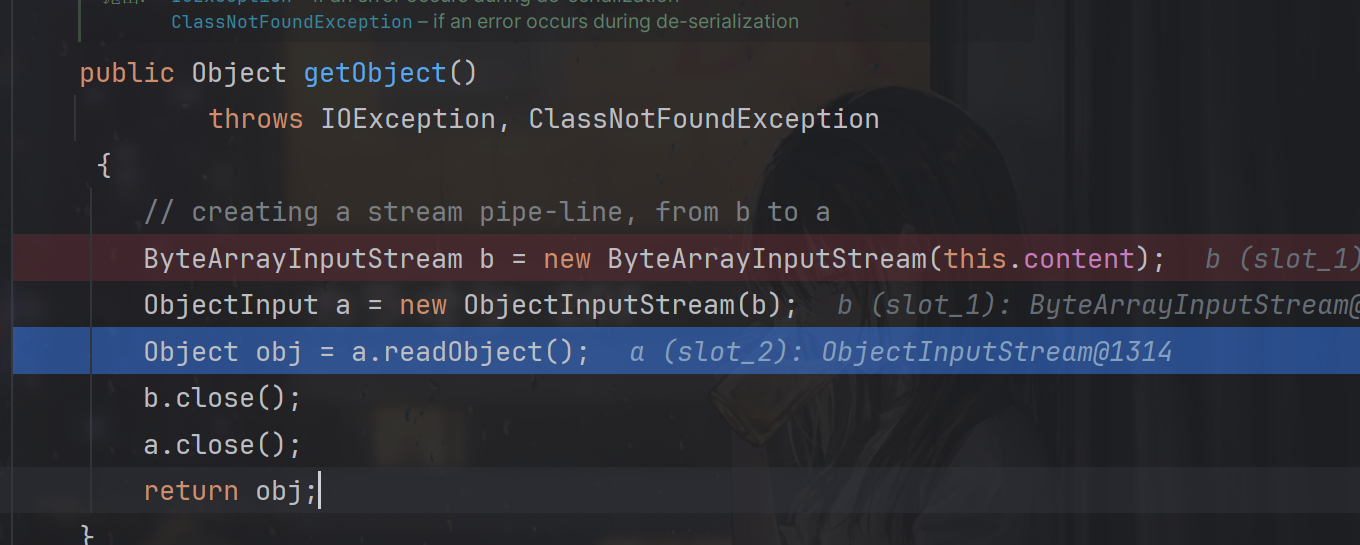 IOException – if an error occurs during de-serialization
ClassNotFoundException – if an error occurs during de-serialization
public Object getObject()
throws IOException, ClassNotFoundException
{
// creating a stream pipe-line, from b to a
ByteArrayInputStream b = new ByteArrayInputStream(this.content); b (slot_1)
ObjectInput a = new ObjectInputStream(b); b (slot_1): ByteArrayInputStream@
Object obj = a.readObject(); a (slot_2): ObjectInputStream@1314
b.close();
a.close();
return obj;
}